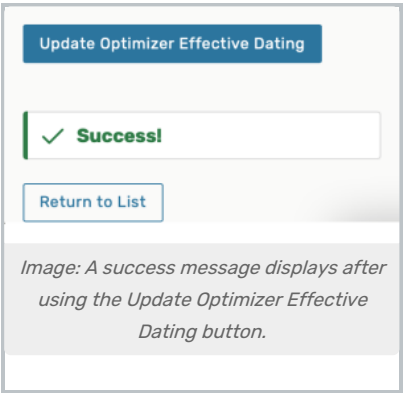 Update Optimizer Effective Dating
Success!
Return to List
Image: A success message displays after
using the Update Optimizer Effective
Dating button.